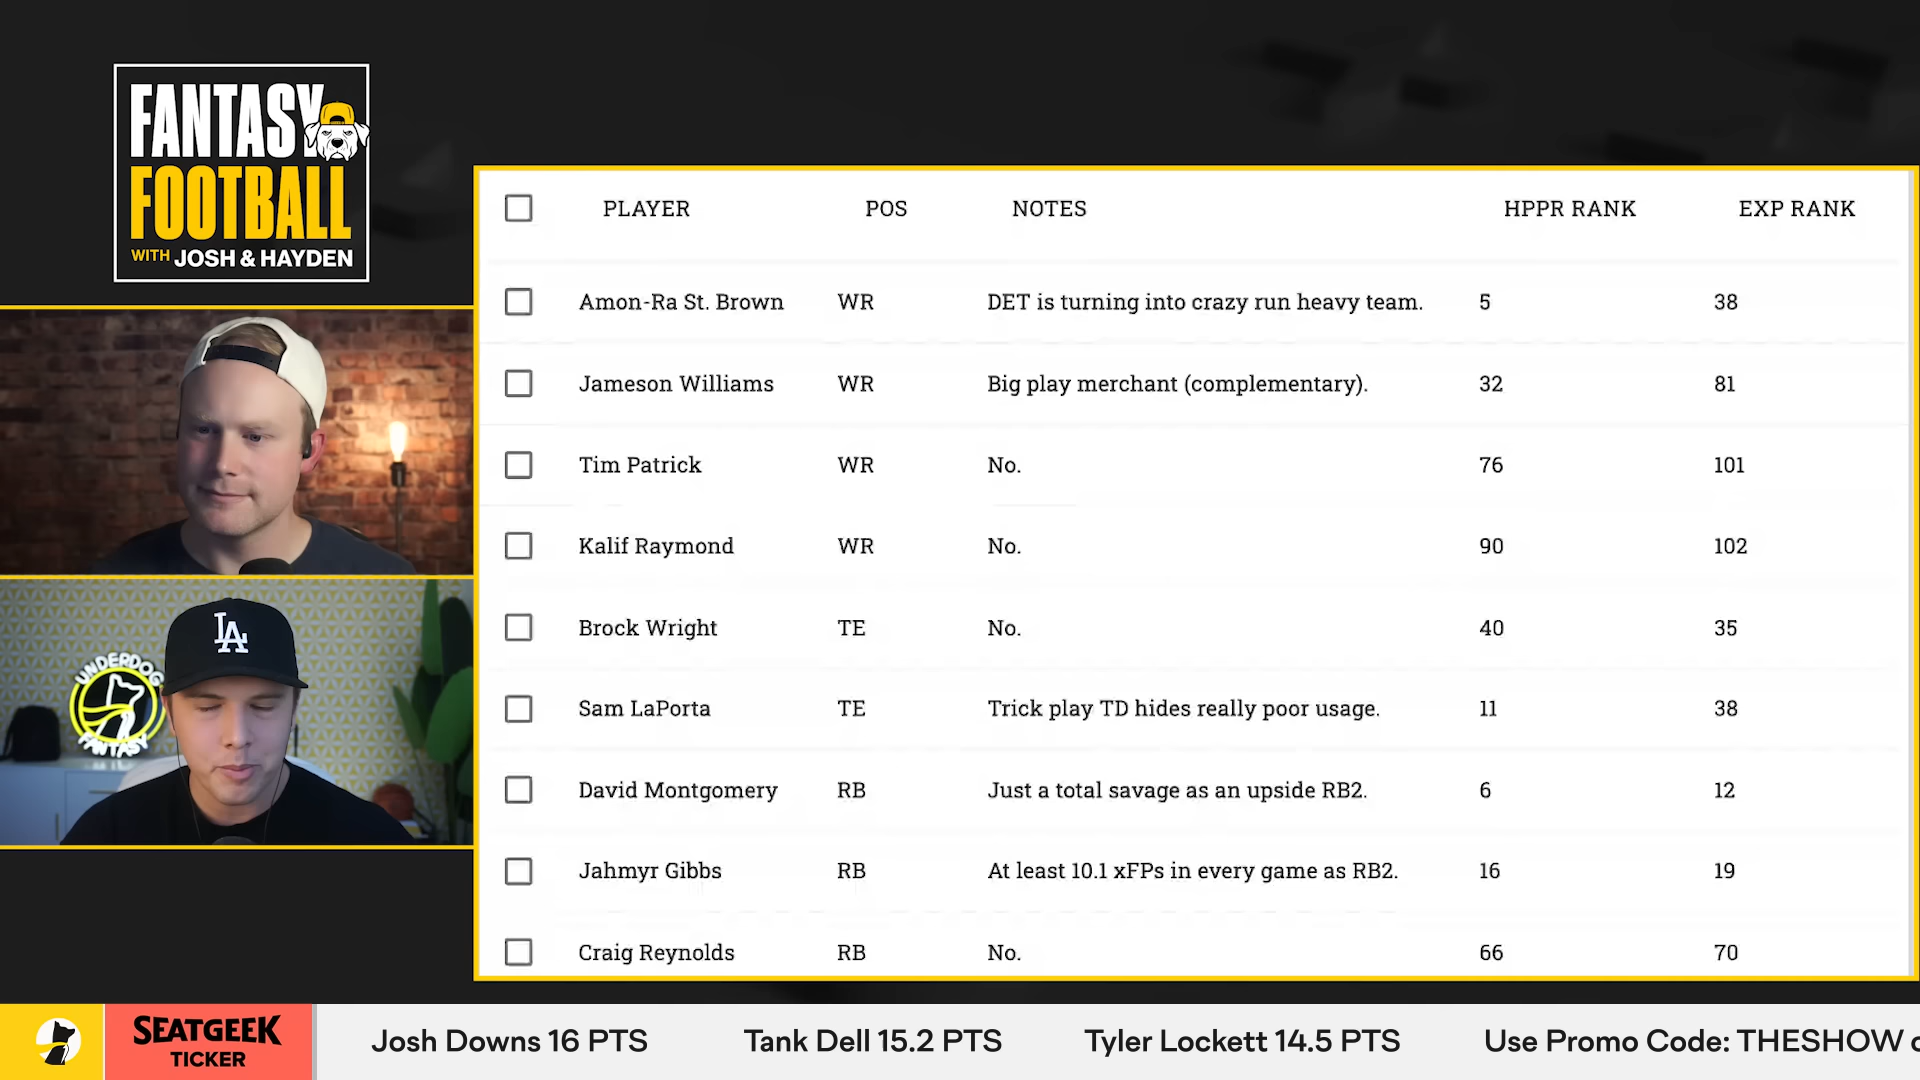 FANTASY
FOOTBALL
WITH JOSH & HAYDEN
PLAYER POS NOTES HPPR RANK EXP RANK
Amon-Ra St. Brown WR DET is turning into crazy run heavy team. 5 38
Jameson Williams WR Big play merchant (complementary). 32 81
Tim Patrick WR No. 76 101
Kalif Raymond WR No. 90 102
Brock Wright TE No. 40 35
Sam LaPorta TE Trick play TD hides really poor usage. 11 38
David Montgomery RB Just a total savage as an upside RB2. 6 12
Jahmyr Gibbs RB At least 10.1 xFPs in every game as RB2. 16 19
Craig Reynolds RB No. 66 70
LA
UNDERDOG
FANTASY
SEATGEEK
TICKER
Josh Downs 16 PTS Tank Dell 15.2 PTS Tyler Lockett 14.5 PTS Use Promo Code: THESHOW